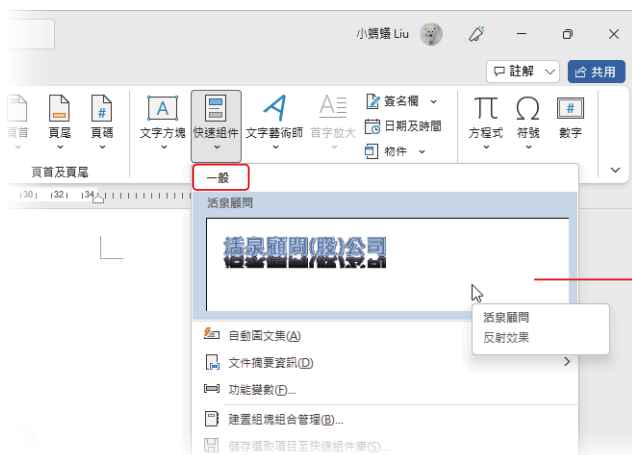 小螞蟻 Liu
註解
共用
頁首 頁尾 頁碼 文字方塊 快速組件 文字藝術師 首字放大
簽名欄
日期及時間
物件
方程式 符號 數字
頁首及頁尾
一般
活泉顧問
活泉顧問(股)公司
活泉顧問
反射效果
自動圖文集(A)
文件摘要資訊(D)
功能變數(F)...
建置組塊組合管理(B)...
儲存選取項目至快速組件庫(S)...
|30| |32| |34